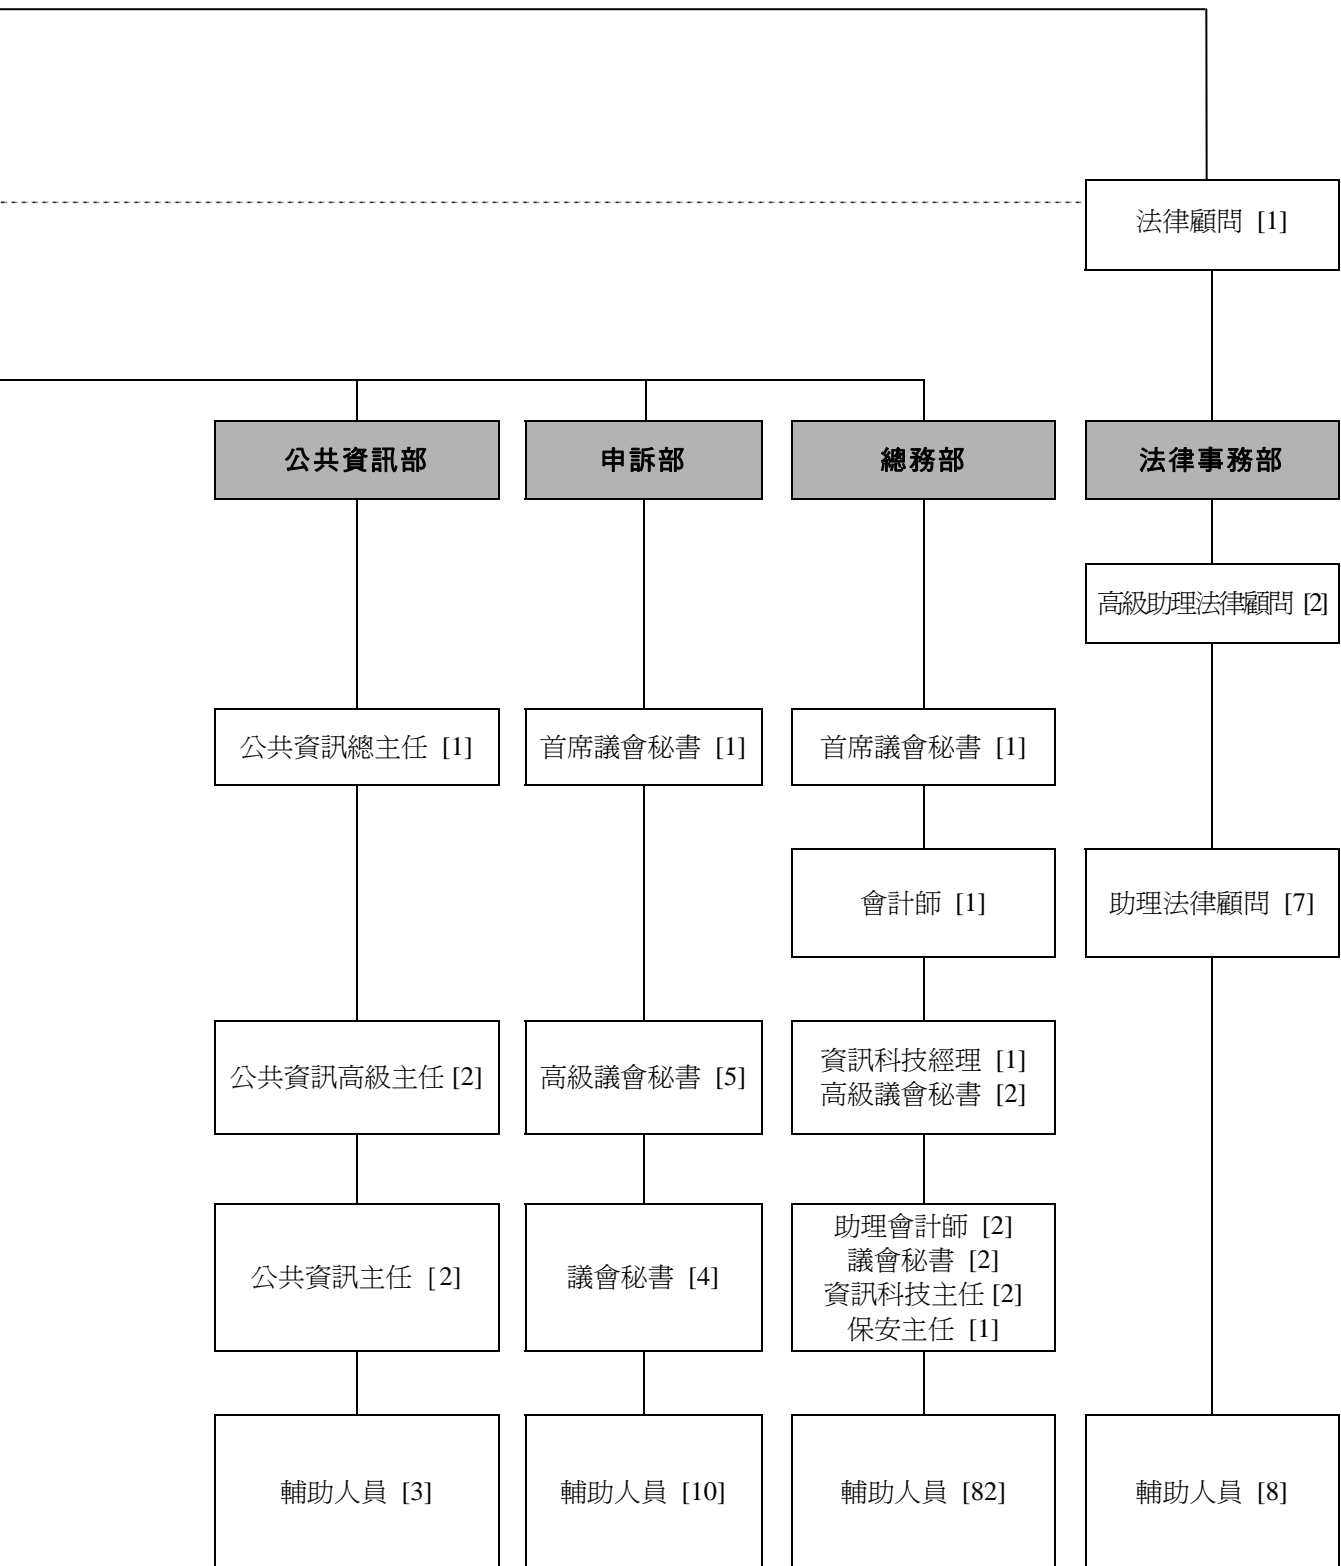 法律顧問 [1]
公共資訊部
申訴部
總務部
法律事務部
高級助理法律顧問 [2]
公共資訊總主任 [1]
首席議會秘書 [1]
首席議會秘書 [1]
會計師 [1]
助理法律顧問 [7]
公共資訊高級主任 [2]
高級議會秘書 [5]
資訊科技經理 [1]
高級議會秘書 [2]
公共資訊主任 [2]
議會秘書 [4]
助理會計師 [2]
議會秘書 [2]
資訊科技主任 [2]
保安主任 [1]
輔助人員 [3]
輔助人員 [10]
輔助人員 [82]
輔助人員 [8]